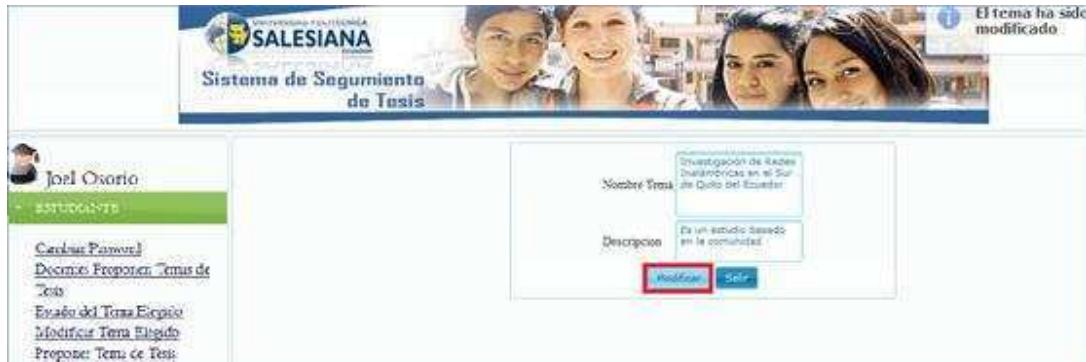 UNIVERSIDAD POLITECNICA
SALESIANA
ECUADOR
Sistema de Segumiento
de Tesis
El tema ha sido
modificado
Joel Osorio
ESTUDIANTE
Cambiar Password
Docentes Proponen Temas de
Tesis
Estado del Tema Elegido
Modificar Tema Elegido
Proponer Tema de Tesis
Nombre Tema
Investigación de Redes
Inalámbricas en el Sur
de Quito del Ecuador
Descripcion
Es un estudio basado
en la comunidad
Modificar Salir